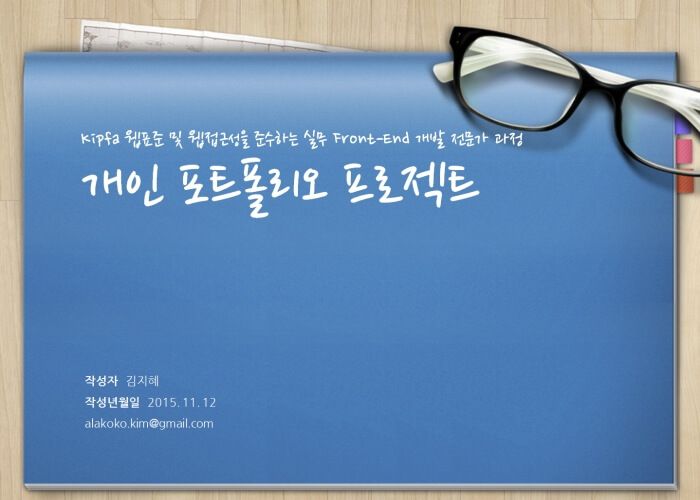 Kipfa 웹표준 및 웹접근성을 준수하는 실무 Front-End 개발 전문가 과정
개인 포트폴리오 프로젝트
작성자 김지혜
작성년월일 2015.11.12
alakoko.kim@gmail.com